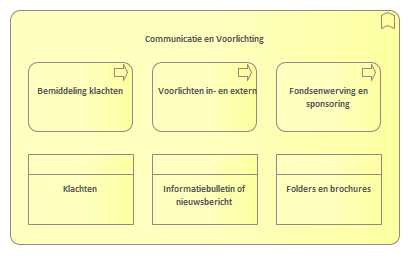 Communicatie en Voorlichting
Bemiddeling klachten
Voorlichten in- en extern
Fondsenwerving en
sponsoring
Klachten
Informatiebulletin of
nieuwsbericht
Folders en brochures